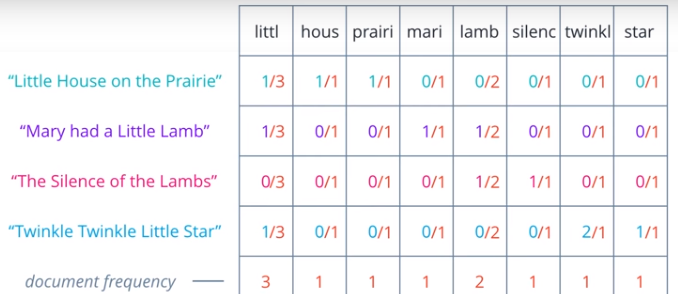 littl hous prairi mari lamb silenc twinkl star
“Little House on the Prairie” 1/3 1/1 1/1 0/1 0/2 0/1 0/1 0/1
“Mary had a Little Lamb” 1/3 0/1 0/1 1/1 1/2 0/1 0/1 0/1
“The Silence of the Lambs” 0/3 0/1 0/1 0/1 1/2 1/1 0/1 0/1
“Twinkle Twinkle Little Star” 1/3 0/1 0/1 0/1 0/2 0/1 2/1 1/1
document frequency 3 1 1 1 2 1 1 1